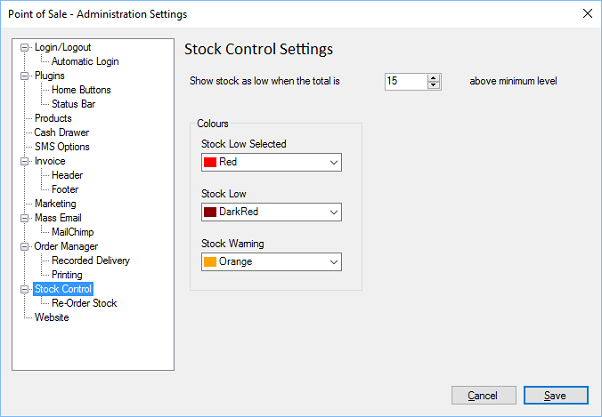 Point of Sale - Administration Settings
Login/Logout
Automatic Login
Plugins
Home Buttons
Status Bar
Products
Cash Drawer
SMS Options
Invoice
Header
Footer
Marketing
Mass Email
MailChimp
Order Manager
Recorded Delivery
Printing
Stock Control
Re-Order Stock
Website
Stock Control Settings
Show stock as low when the total is 15 above minimum level
Colours
Stock Low Selected
Red
Stock Low
DarkRed
Stock Warning
Orange
Cancel Save